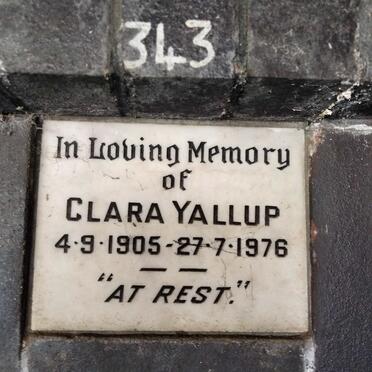 343
In Loving Memory
of
CLARA YALLUP
4·9·1905-27·7·1976
"AT REST."